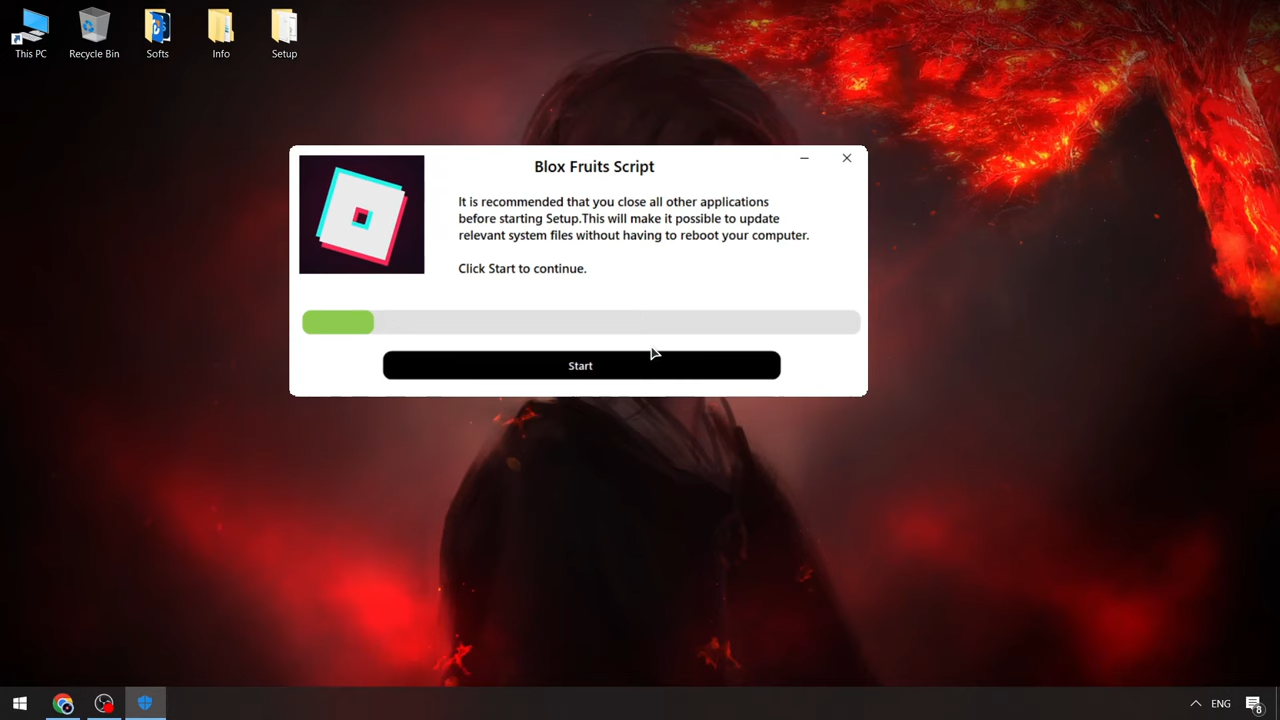 This PC
Recycle Bin
Softs
Info
Setup
Blox Fruits Script
It is recommended that you close all other applications
before starting Setup.This will make it possible to update
relevant system files without having to reboot your computer.
Click Start to continue.
Start
ENG
8